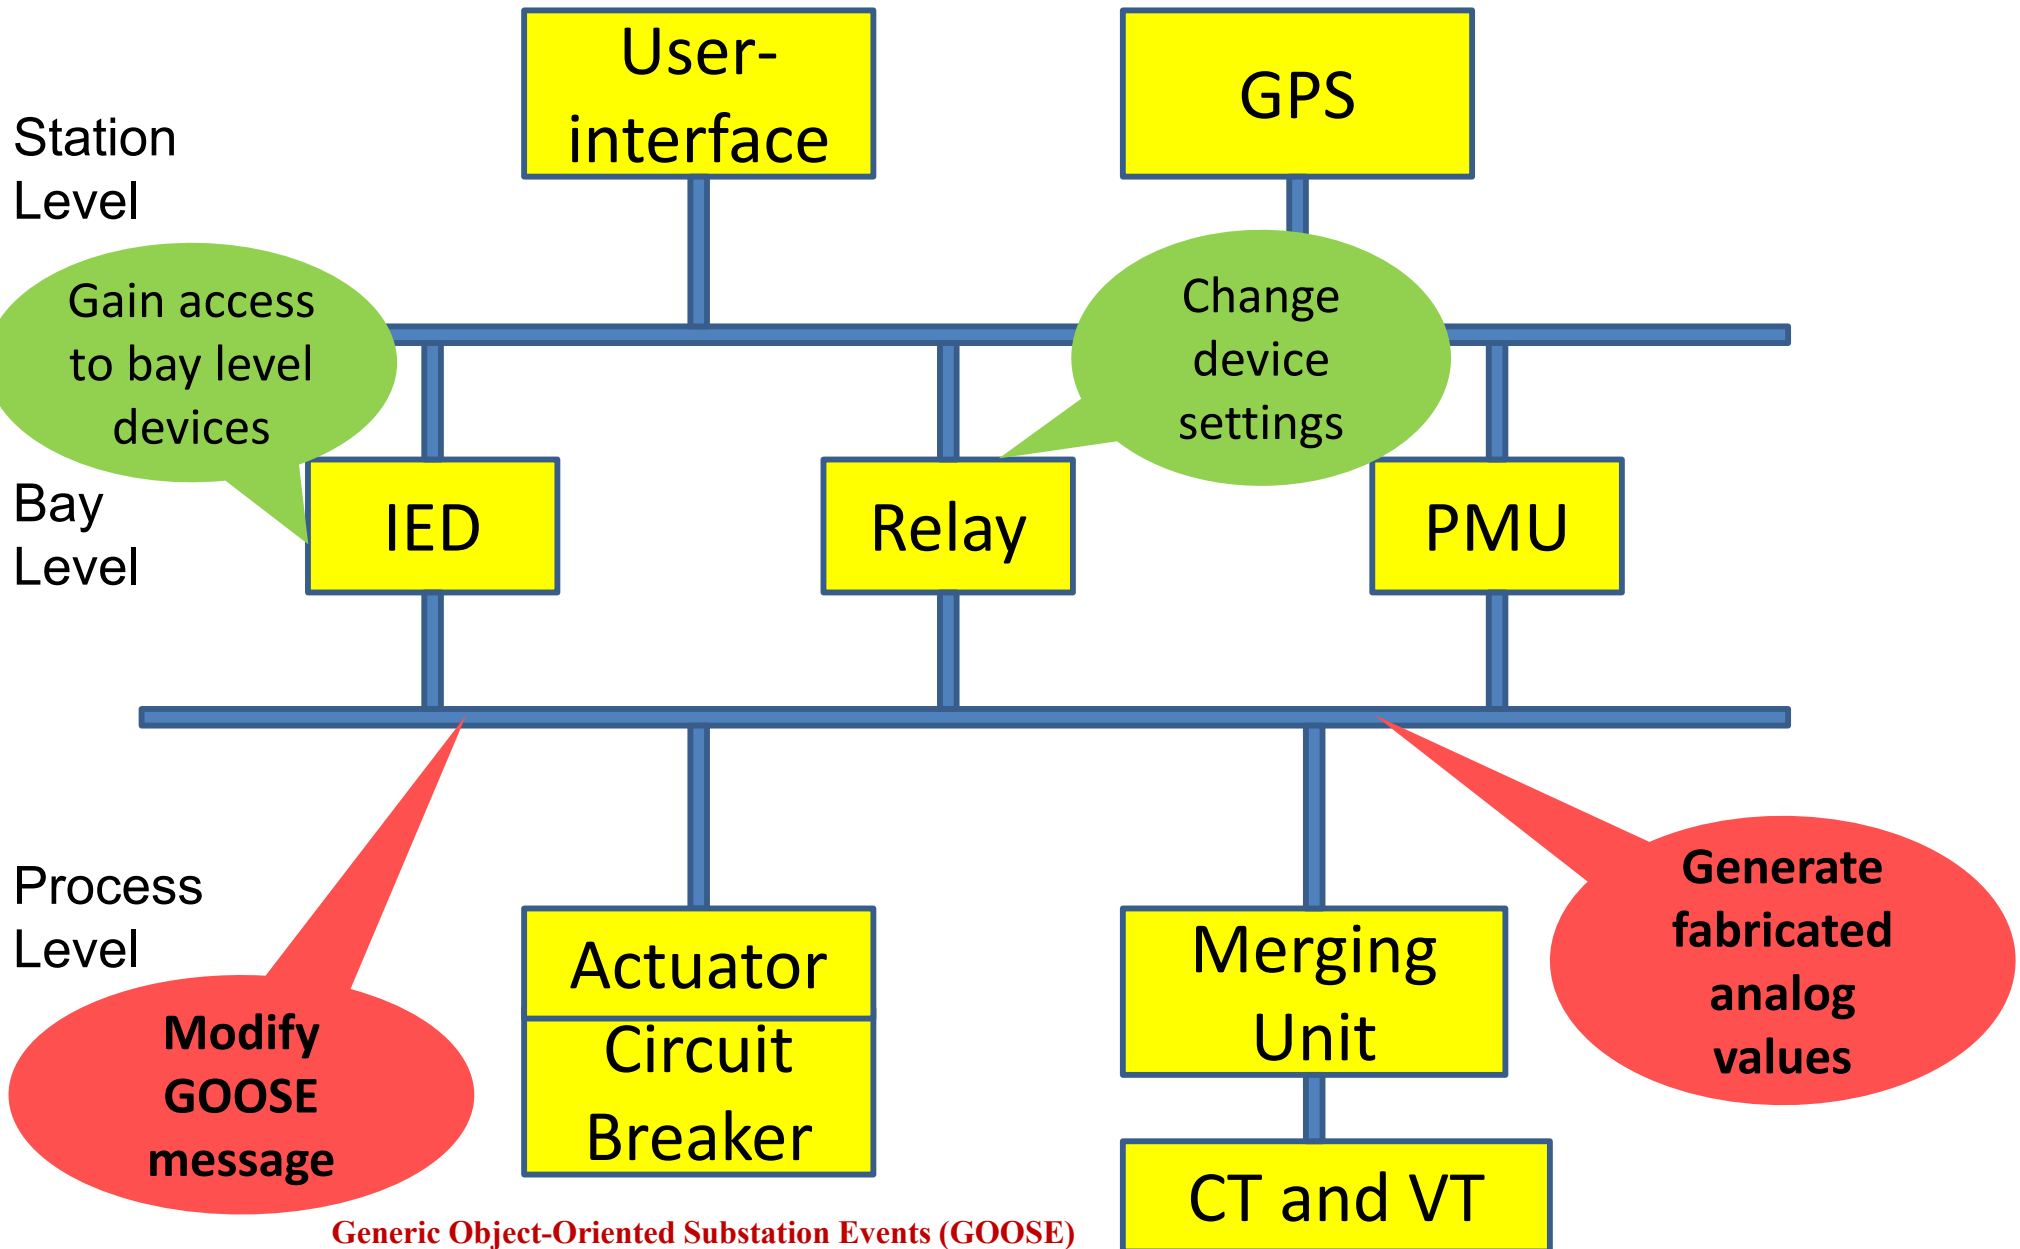 User-
interface
GPS
Station
Level
Gain access
to bay level
devices
Change
device
settings
Bay
Level
IED
Relay
PMU
Process
Level
Actuator
Circuit
Breaker
Merging
Unit
CT and VT
Modify
GOOSE
message
Generate
fabricated
analog
values
Generic Object-Oriented Substation Events (GOOSE)